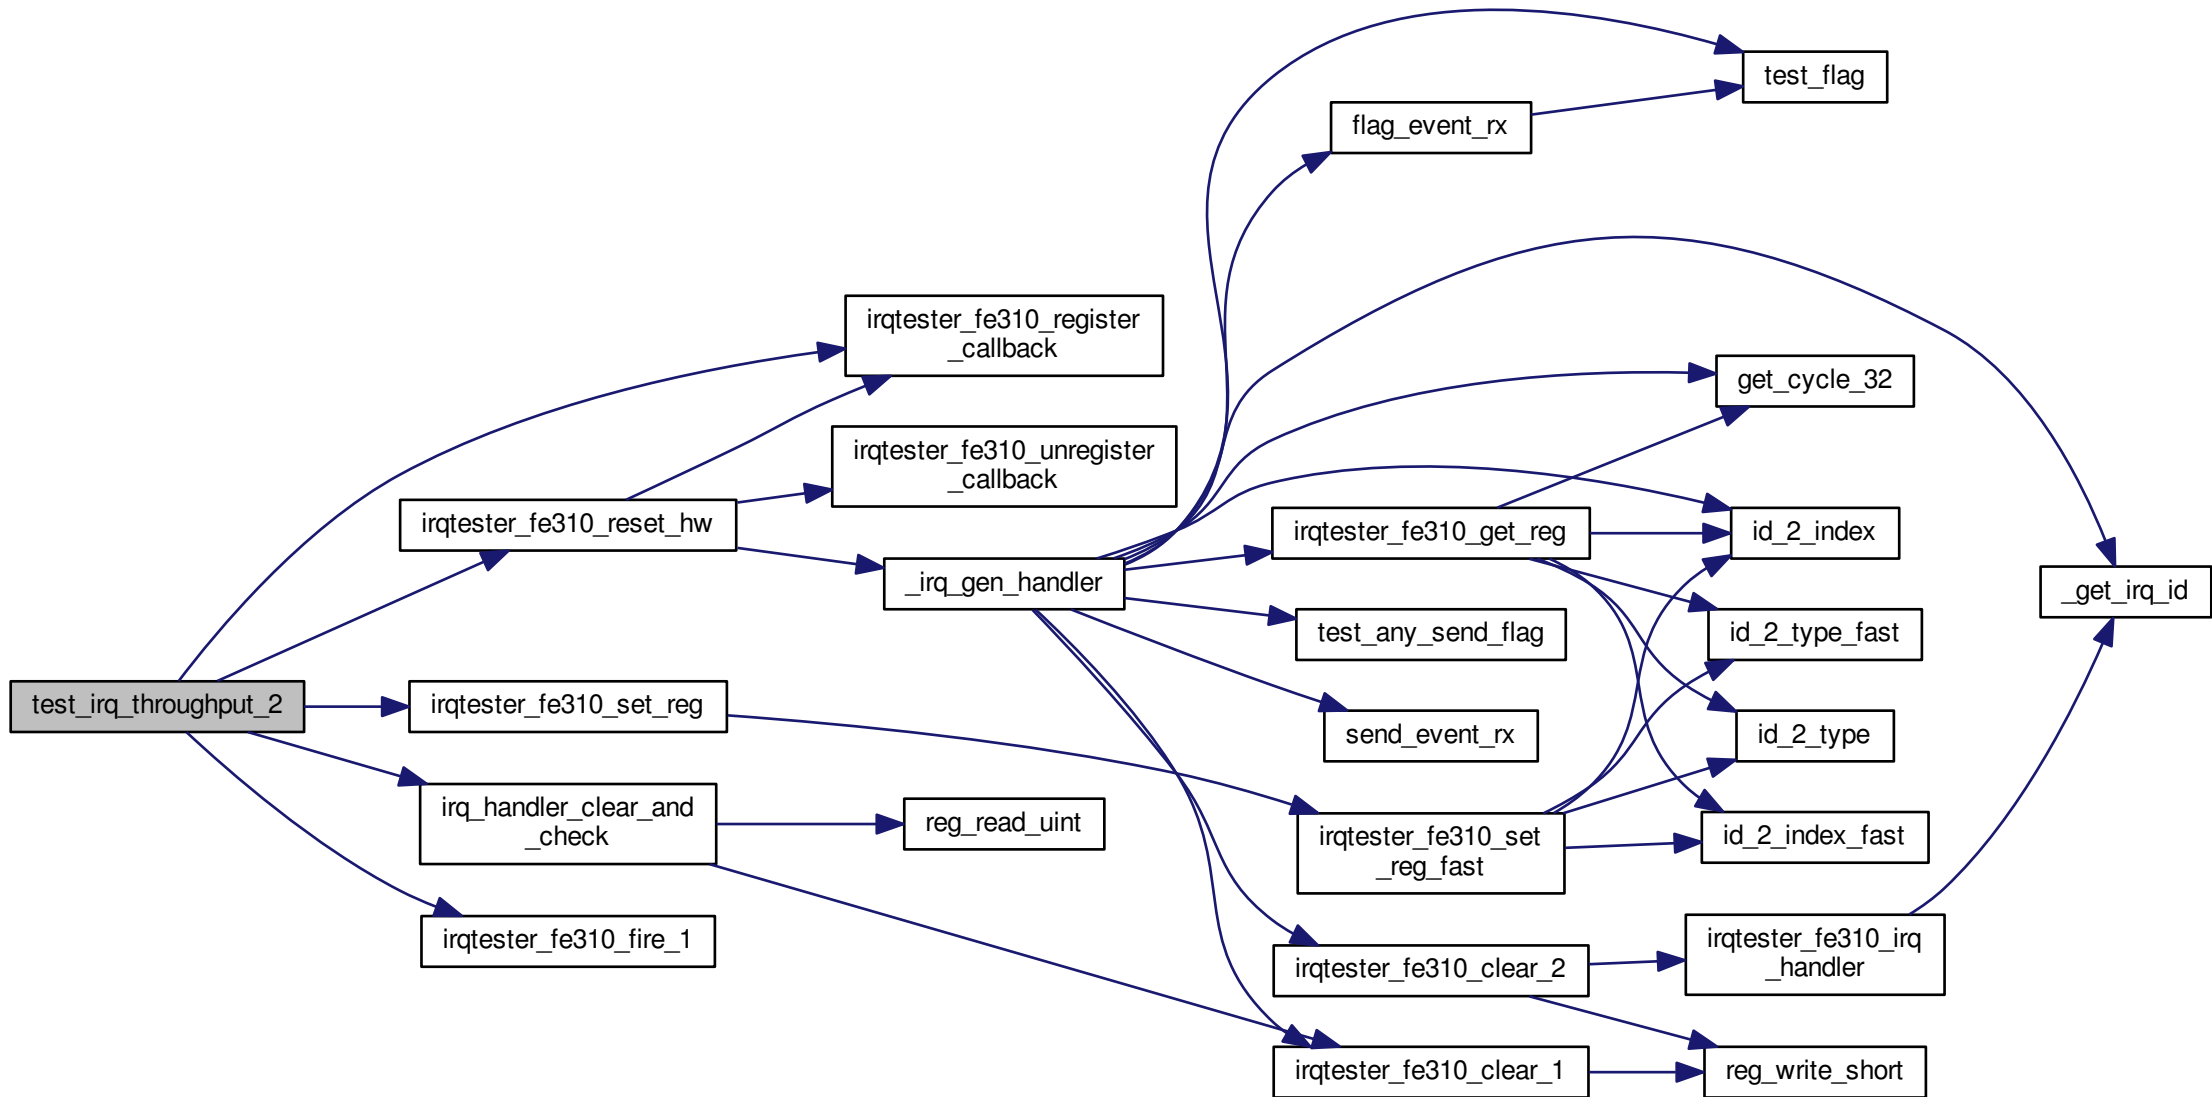 test_irq_throughput_2
irqtester_fe310_register
_callback
irqtester_fe310_reset_hw
irqtester_fe310_unregister
_callback
_irq_gen_handler
irqtester_fe310_set_reg
irq_handler_clear_and
_check
reg_read_uint
irqtester_fe310_fire_1
flag_event_rx
test_flag
get_cycle_32
irqtester_fe310_get_reg
id_2_index
test_any_send_flag
id_2_type_fast
send_event_rx
id_2_type
irqtester_fe310_set
_reg_fast
id_2_index_fast
irqtester_fe310_clear_2
irqtester_fe310_irq
_handler
irqtester_fe310_clear_1
reg_write_short
_get_irq_id